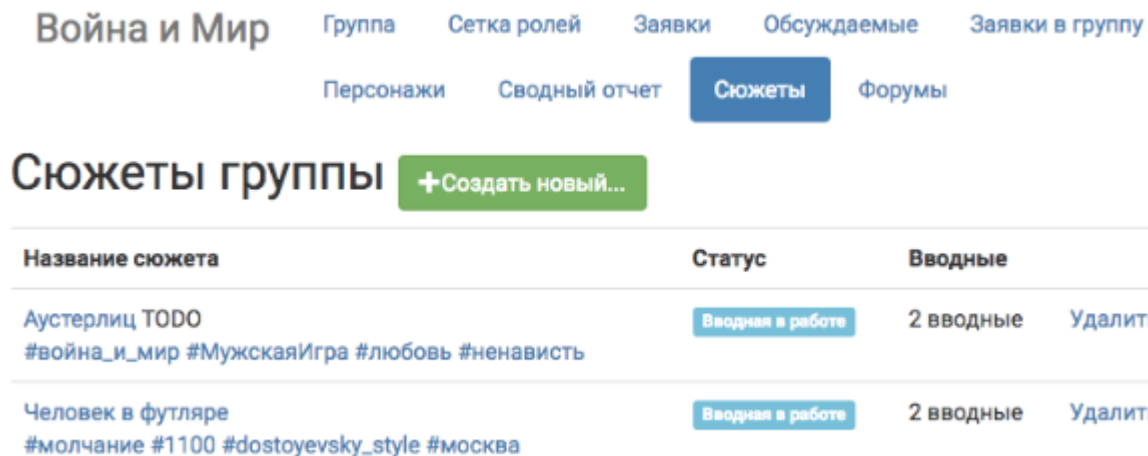 Война и Мир Группа Сетка ролей Заявки Обсуждаемые Заявки в группу
Персонажи Сводный отчет Сюжеты Форумы
Сюжеты группы +Создать новый...
Название сюжета Статус Вводные
Аустерлиц TODO Вводная в работе 2 вводные Удалит
#война_и_мир #МужскаяИгра #любовь #ненависть
Человек в футляре Вводная в работе 2 вводные Удалит
#молчание #1100 #dostoyevsky_style #москва